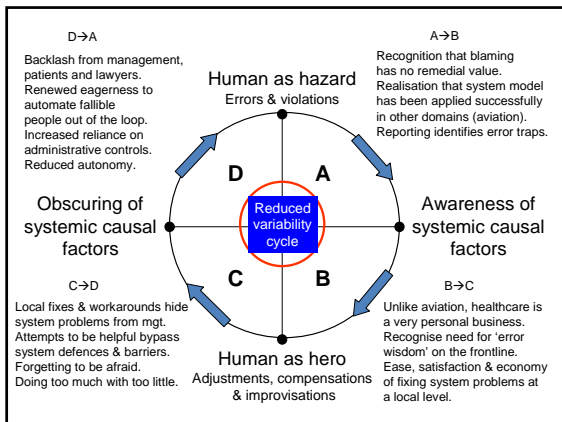 D→A
Backlash from management,
patients and lawyers.
Renewed eagerness to
automate fallible
people out of the loop.
Increased reliance on
administrative controls.
Reduced autonomy.
A→B
Recognition that blaming
has no remedial value.
Realisation that system model
has been applied successfully
in other domains (aviation).
Reporting identifies error traps.
Human as hazard
Errors & violations
D
A
Obscuring of
systemic causal
factors
Reduced
variability
cycle
Awareness of
systemic causal
factors
C
B
C→D
Local fixes & workarounds hide
system problems from mgt.
Attempts to be helpful bypass
system defences & barriers.
Forgetting to be afraid.
Doing too much with too little.
Human as hero
Adjustments, compensations
& improvisations
B→C
Unlike aviation, healthcare is
a very personal business.
Recognise need for ‘error
wisdom’ on the frontline.
Ease, satisfaction & economy
of fixing system problems at
a local level.